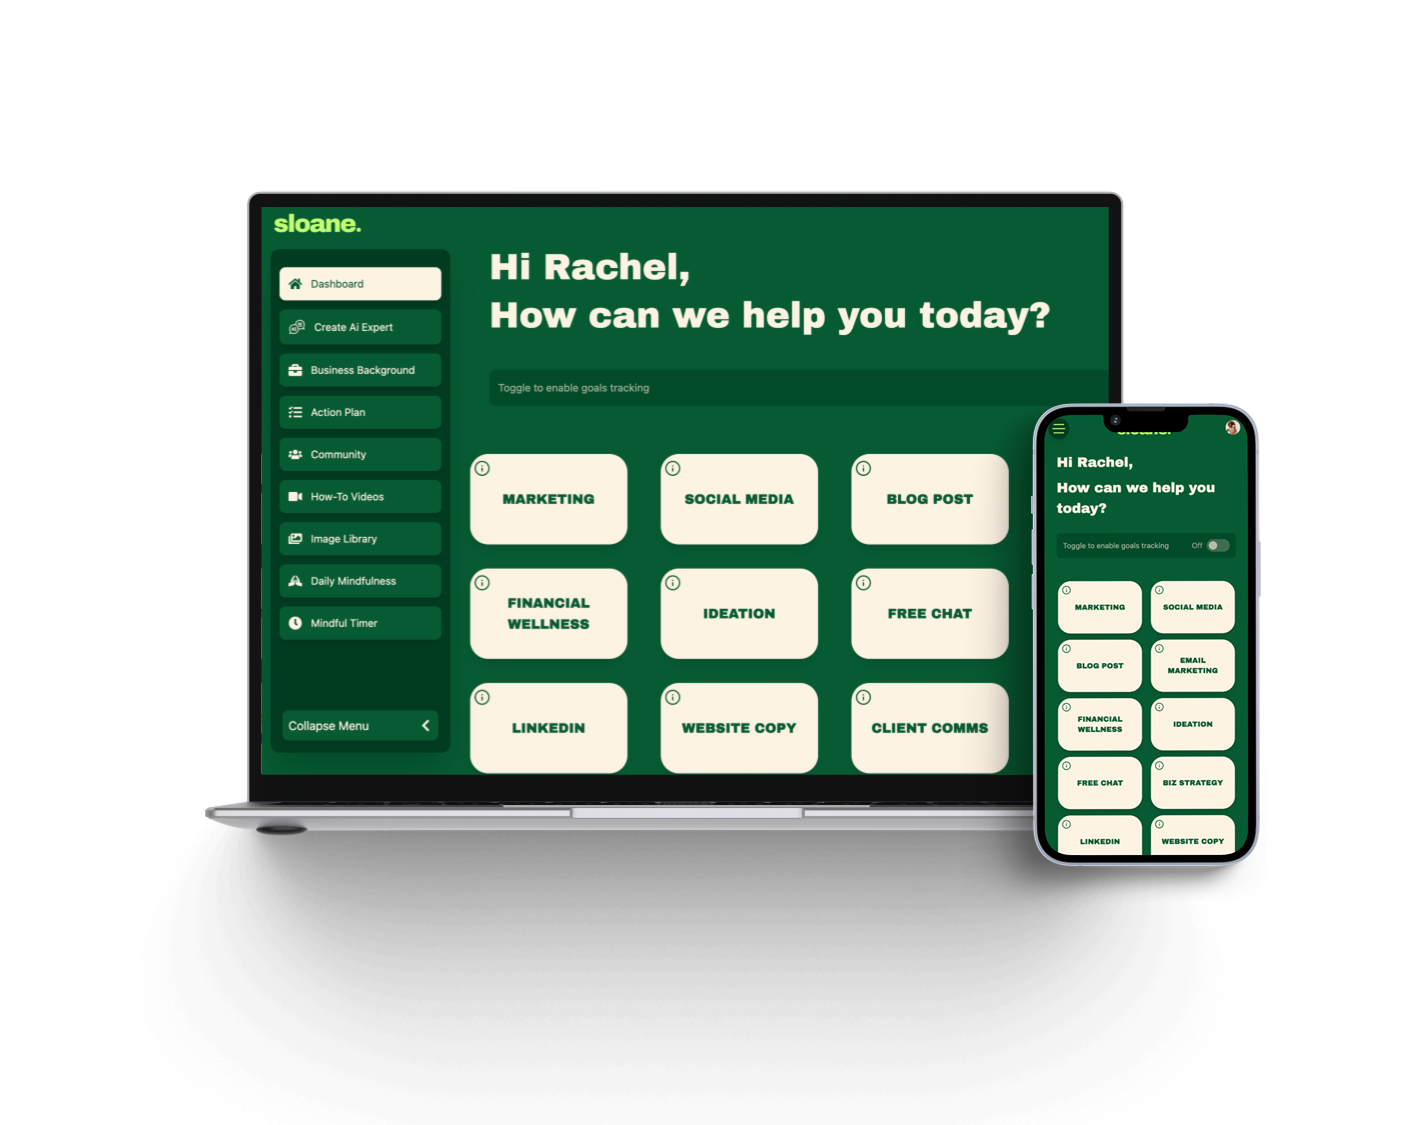 sloane.
Dashboard
Create Ai Expert
Business Background
Action Plan
Community
How-To Videos
Image Library
Daily Mindfulness
Mindful Timer
Collapse Menu
Hi Rachel,
How can we help you today?
Toggle to enable goals tracking
MARKETING
SOCIAL MEDIA
BLOG POST
FINANCIAL
WELLNESS
IDEATION
FREE CHAT
LINKEDIN
WEBSITE COPY
CLIENT COMMS
sloane.
Hi Rachel,
How can we help you
today?
Toggle to enable goals tracking
Off
MARKETING
SOCIAL MEDIA
BLOG POST
EMAIL
MARKETING
FINANCIAL
WELLNESS
IDEATION
FREE CHAT
BIZ STRATEGY
LINKEDIN
WEBSITE COPY